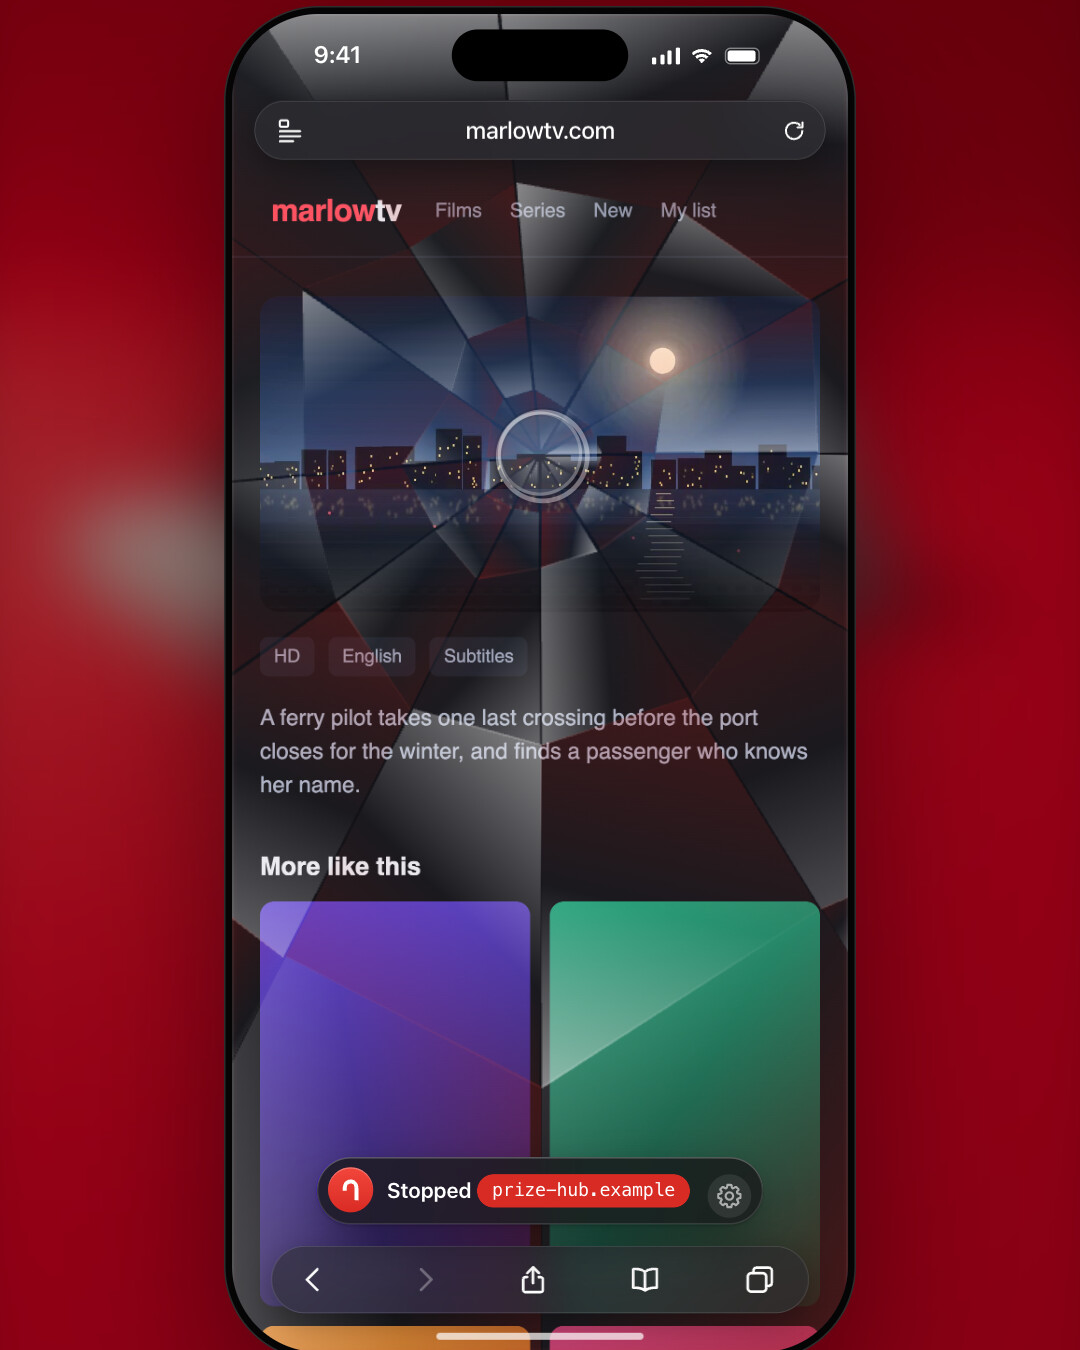 9:41
marlowtv.com
marlowtv Films Series New My list
HD English Subtitles
A ferry pilot takes one last crossing before the port
closes for the winter, and finds a passenger who knows
her name.
More like this
Stopped prize-hub.example